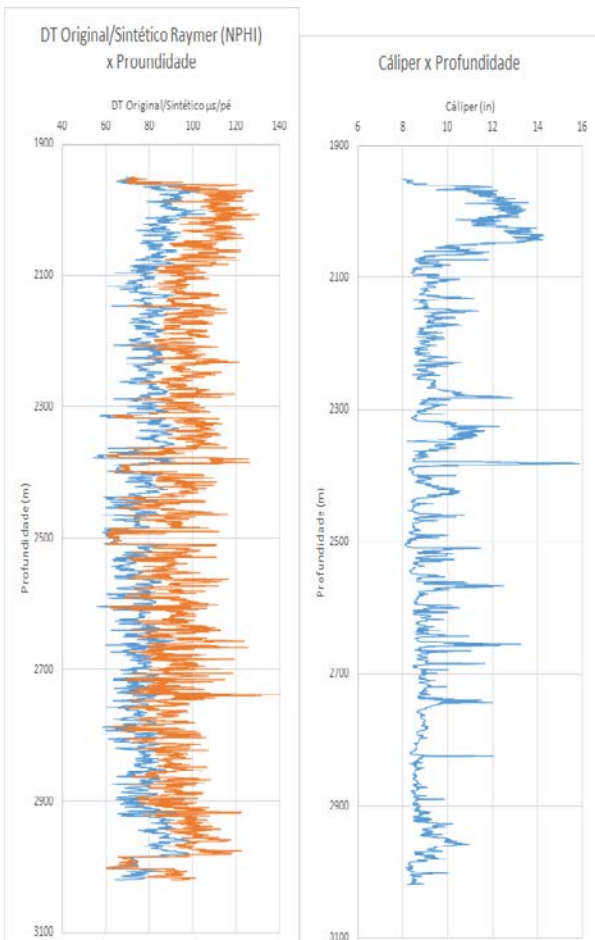 DT Original/Sintético Raymer (NPHI)
x Proundidade
DT Original/Sintético µs/pé
40 60 80 100 120 140
1900
2100
2300
2500
2700
2900
3100
Profundidade (m)
Cáliper x Profundidade
Cáliper (in)
6 8 10 12 14 16
1900
2100
2300
2500
2700
2900
3100
Profundidade (m)